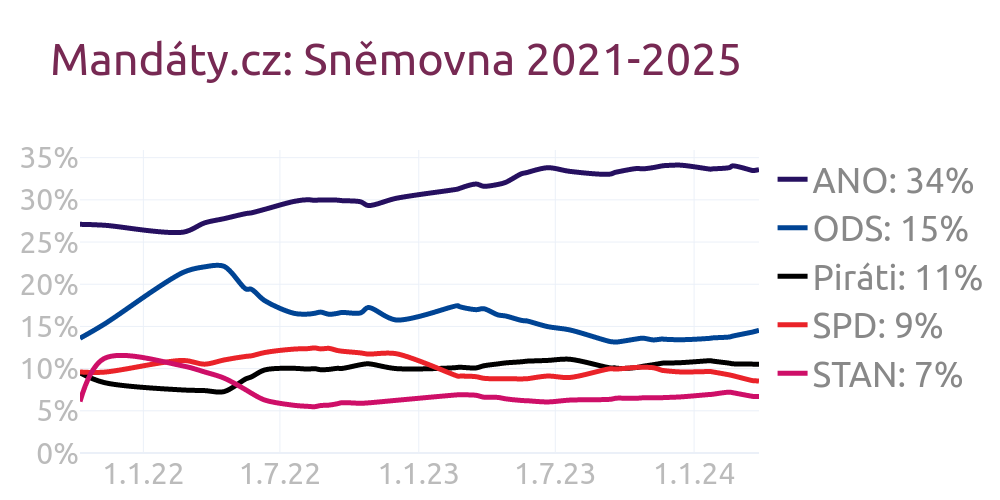 Mandáty.cz: Sněmovna 2021-2025
35%
30%
25%
20%
15%
10%
5%
0%
1.1.22 1.7.22 1.1.23 1.7.23 1.1.24
ANO: 34%
ODS: 15%
Piráti: 11%
SPD: 9%
STAN: 7%